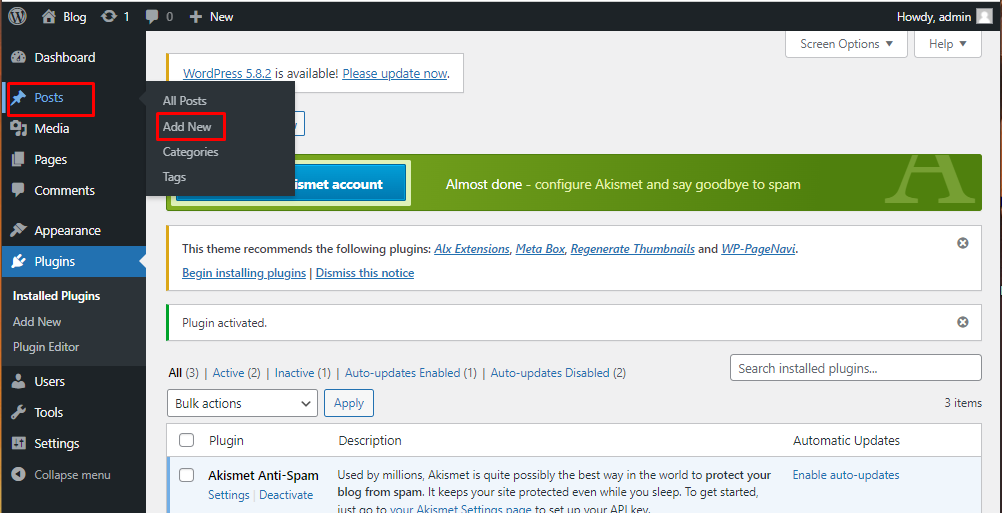 Blog 1 0 New Howdy, admin
Dashboard
Posts
Media
Pages
Comments
Appearance
Plugins
Installed Plugins
Add New
Plugin Editor
Users
Tools
Settings
Collapse menu
All Posts
Add New
Categories
Tags
Screen Options Help
WordPress 5.8.2 is available! Please update now.
account
Almost done - configure Akismet and say goodbye to spam
A
This theme recommends the following plugins: Alx Extensions, Meta Box, Regenerate Thumbnails and WP-PageNavi.
Begin installing plugins | Dismiss this notice
Plugin activated.
All (3) | Active (2) | Inactive (1) | Auto-updates Enabled (1) | Auto-updates Disabled (2)
Search installed plugins...
Bulk actions Apply 3 items
Plugin Description Automatic Updates
Akismet Anti-Spam Used by millions, Akismet is quite possibly the best way in the world to protect your Enable auto-updates
Settings | Deactivate blog from spam. It keeps your site protected even while you sleep. To get started,
just go to your Akismet Settings page to set up your API key.